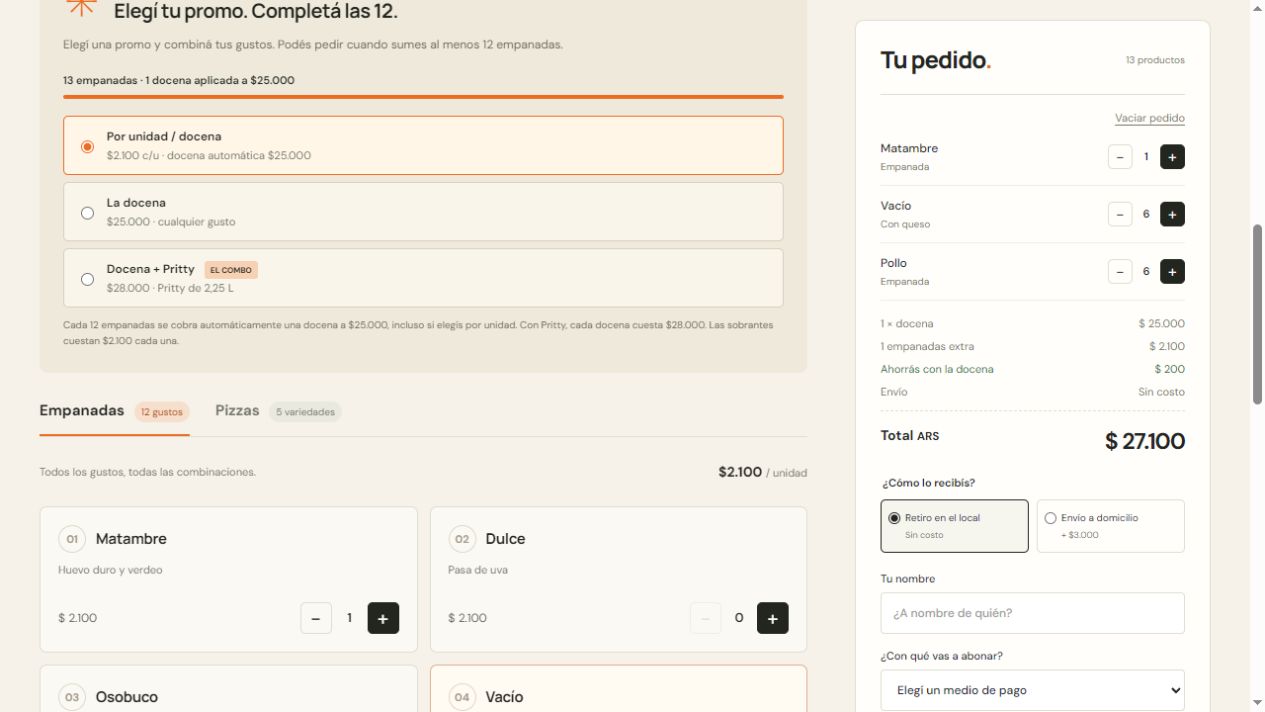 Elegí tu promo. Completá las 12.
Elegí una promo y combiná tus gustos. Podés pedir cuando sumes al menos 12 empanadas.
13 empanadas · 1 docena aplicada a $25.000
Por unidad / docena
$2.100 c/u · docena automática $25.000
La docena
$25.000 · cualquier gusto
Docena + Pritty EL COMBO
$28.000 · Pritty de 2,25 L
Cada 12 empanadas se cobra automáticamente una docena a $25.000, incluso si elegís por unidad. Con Pritty, cada docena cuesta $28.000. Las sobrantes
cuestan $2.100 cada una.
Empanadas 12 gustos Pizzas 5 variedades
Todos los gustos, todas las combinaciones. $2.100 / unidad
01 Matambre
Huevo duro y verdeo
$ 2.100 − 1 +
02 Dulce
Pasa de uva
$ 2.100 − 0 +
03 Osobuco
04 Vacío
Tu pedido. 13 productos
Vaciar pedido
Matambre
Empanada
− 1 +
Vacío
Con queso
− 6 +
Pollo
Empanada
− 6 +
1 × docena $ 25.000
1 empanadas extra $ 2.100
Ahorrás con la docena $ 200
Envío Sin costo
Total ARS $ 27.100
¿Cómo lo recibís?
Retiro en el local
Sin costo
Envío a domicilio
+ $3.000
Tu nombre
¿A nombre de quién?
¿Con qué vas a abonar?
Elegí un medio de pago